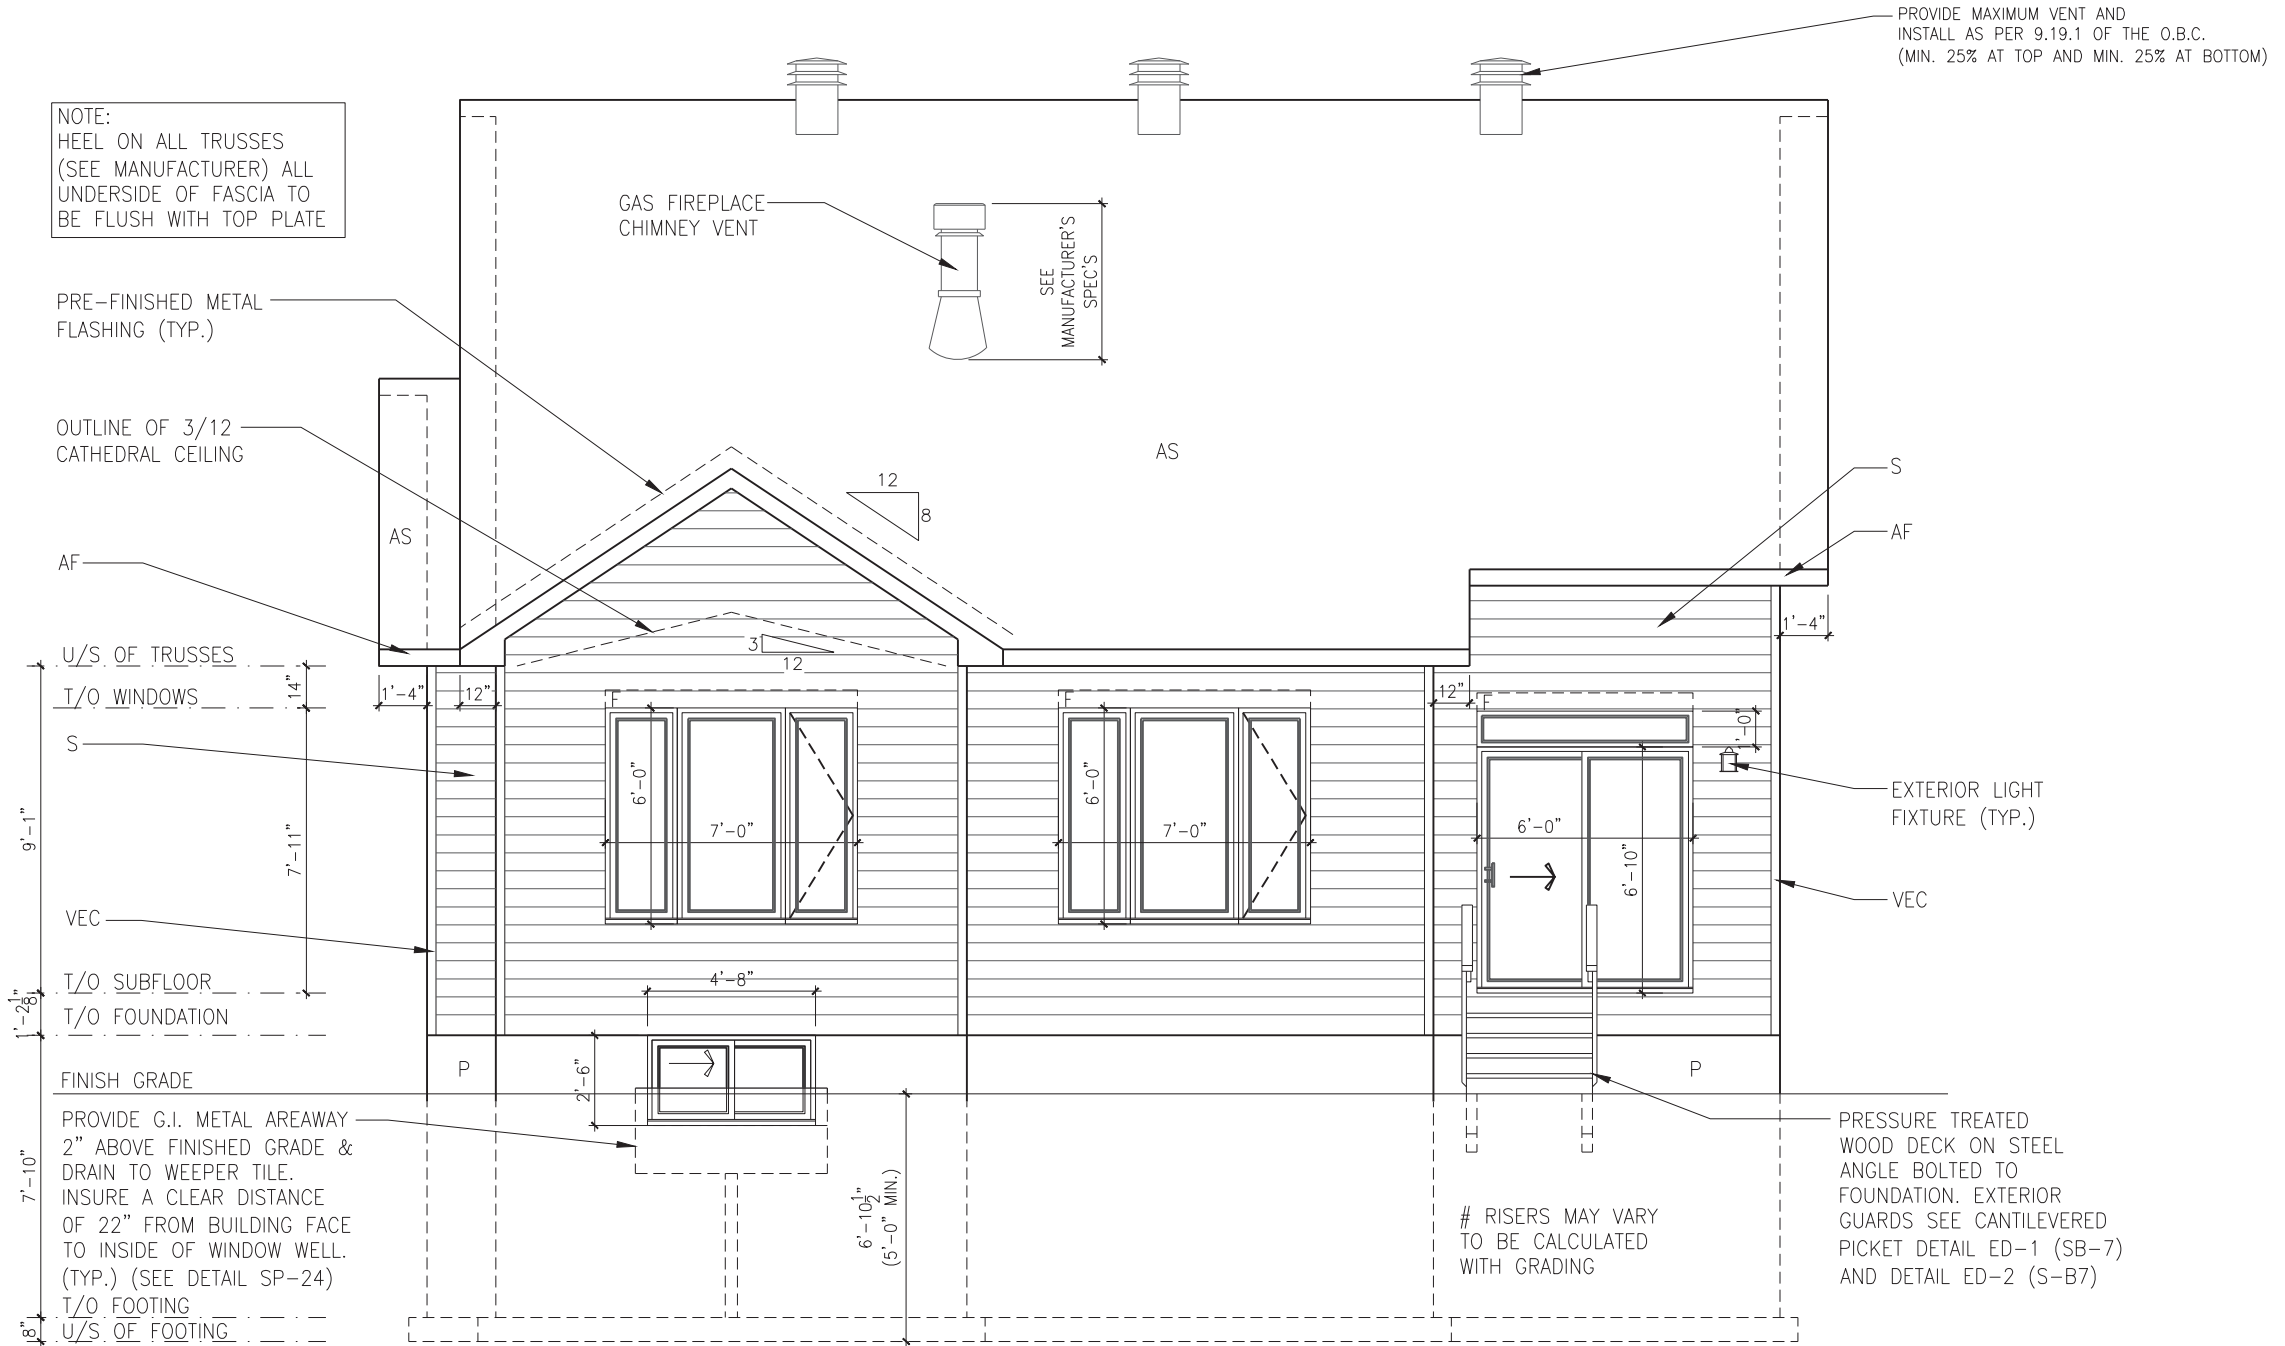 PROVIDE MAXIMUM VENT AND
INSTALL AS PER 9.19.1 OF THE O.B.C.
(MIN. 25% AT TOP AND MIN. 25% AT BOTTOM)
NOTE:
HEEL ON ALL TRUSSES
(SEE MANUFACTURER) ALL
UNDERSIDE OF FASCIA TO
BE FLUSH WITH TOP PLATE
GAS FIREPLACE
CHIMNEY VENT
SEE
MANUFACTURER'S
SPEC'S
PRE-FINISHED METAL
FLASHING (TYP.)
OUTLINE OF 3/12
CATHEDRAL CEILING
AS
AS
12
8
S
AF
AF
3
12
1'-4"
U/S OF TRUSSES
T/O WINDOWS
14"
1'-4"
12"
12"
F
F
F
1'-0"
S
6'-0"
7'-0"
6'-0"
7'-0"
6'-0"
6'-10"
EXTERIOR LIGHT
FIXTURE (TYP.)
9'-1"
7'-11"
VEC
VEC
T/O SUBFLOOR
4'-8"
1'-2 1/8"
T/O FOUNDATION
2'-6"
P
P
FINISH GRADE
PROVIDE G.I. METAL AREAWAY
2" ABOVE FINISHED GRADE &
DRAIN TO WEEPER TILE.
INSURE A CLEAR DISTANCE
OF 22" FROM BUILDING FACE
TO INSIDE OF WINDOW WELL.
(TYP.) (SEE DETAIL SP-24)
7'-10"
6'-10 1/2"
(5'-0" MIN.)
# RISERS MAY VARY
TO BE CALCULATED
WITH GRADING
PRESSURE TREATED
WOOD DECK ON STEEL
ANGLE BOLTED TO
FOUNDATION. EXTERIOR
GUARDS SEE CANTILEVERED
PICKET DETAIL ED-1 (SB-7)
AND DETAIL ED-2 (S-B7)
T/O FOOTING
8"
U/S OF FOOTING